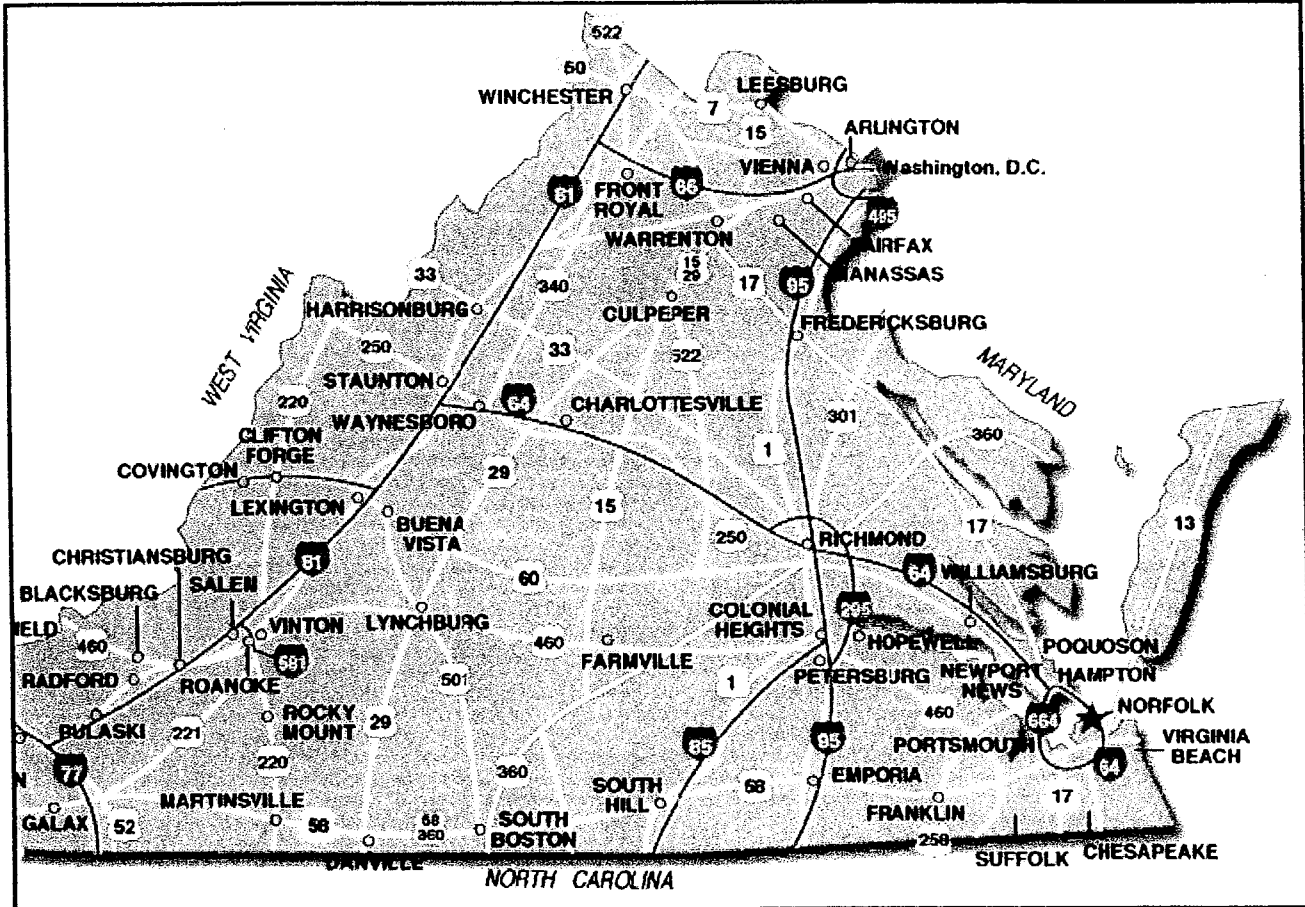 522
50
WINCHESTER
LEESBURG
7
15
ARLINGTON
VIENNA
Washington, D.C.
81
FRONT
ROYAL
66
495
WARRENTON
FAIRFAX
MANASSAS
15
29
33
340
17
95
WEST VIRGINIA
HARRISONBURG
CULPEPER
FREDERICKSBURG
250
33
522
MARYLAND
STAUNTON
220
64
WAYNESBORO
CHARLOTTESVILLE
301
360
CLIFTON
FORGE
1
COVINGTON
29
LEXINGTON
15
BUENA
VISTA
17
13
250
RICHMOND
CHRISTIANSBURG
81
SALEM
60
64
WILLIAMSBURG
BLACKSBURG
295
IELD
VINTON
LYNCHBURG
COLONIAL
HEIGHTS
460
460
HOPEWELL
POQUOSON
581
FARMVILLE
RADFORD
ROANOKE
501
1
PETERSBURG
NEWPORT
NEWS
HAMPTON
PULASKI
221
ROCKY
MOUNT
29
460
664
NORFOLK
85
95
PORTSMOUTH
VIRGINIA
BEACH
77
220
360
64
N
MARTINSVILLE
SOUTH
HILL
58
EMPORIA
17
GALAX
52
58
58
360
SOUTH
BOSTON
FRANKLIN
258
DANVILLE
SUFFOLK
CHESAPEAKE
NORTH CAROLINA